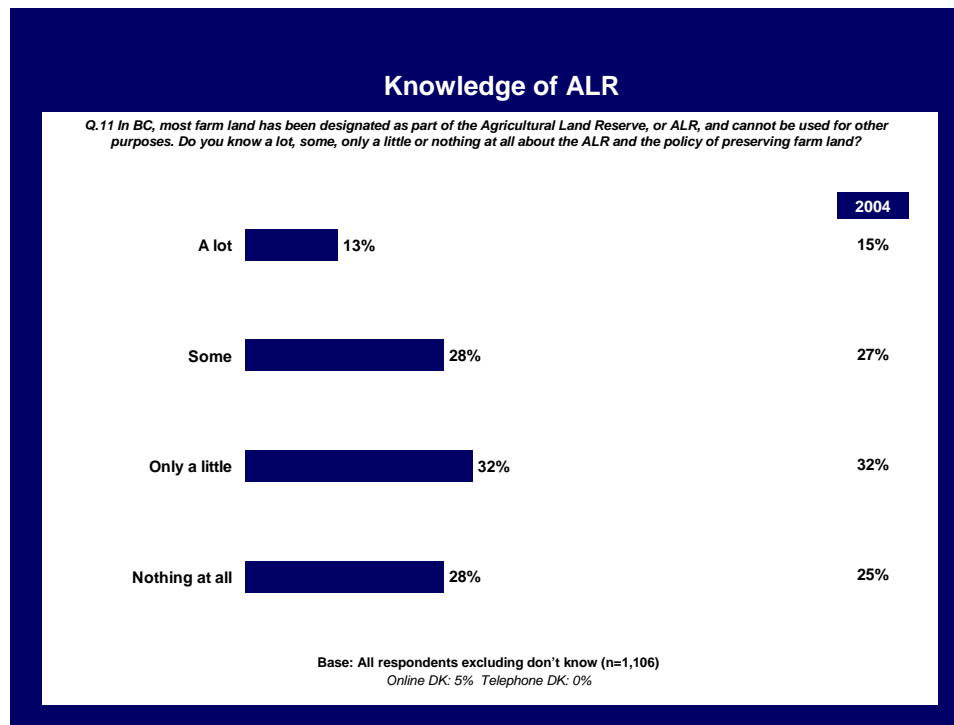 Knowledge of ALR
Q.11 In BC, most farm land has been designated as part of the Agricultural Land Reserve, or ALR, and cannot be used for other
purposes. Do you know a lot, some, only a little or nothing at all about the ALR and the policy of preserving farm land?
2004
A lot 13% 15%
Some 28% 27%
Only a little 32% 32%
Nothing at all 28% 25%
Base: All respondents excluding don’t know (n=1,106)
Online DK: 5% Telephone DK: 0%